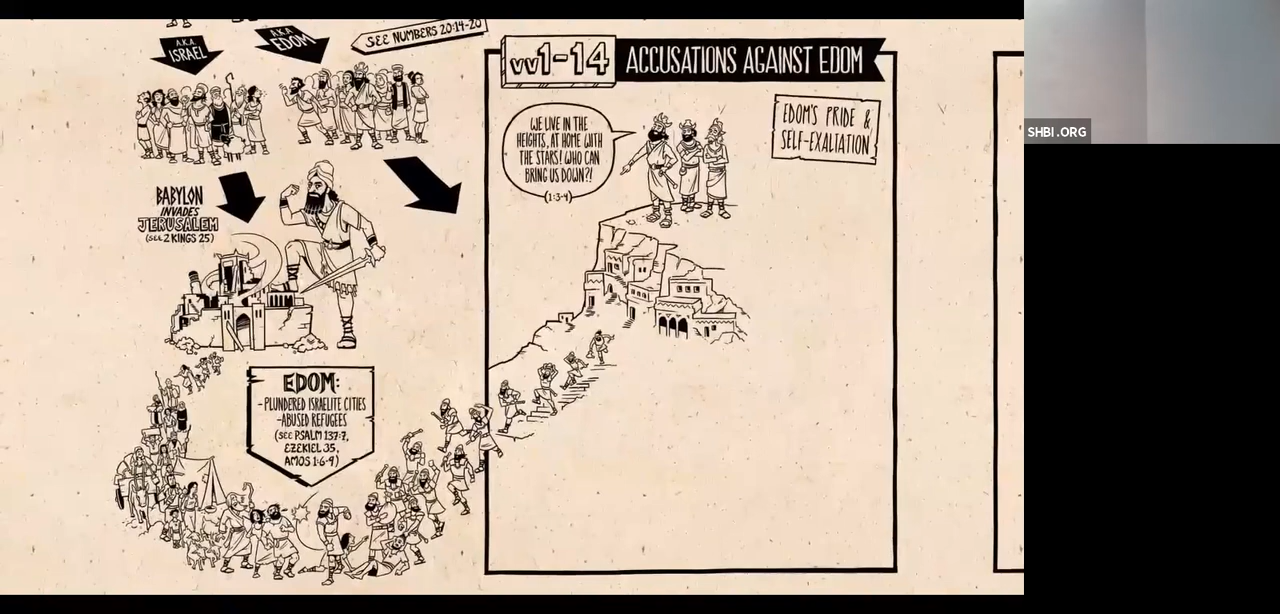 A.K.A.
ISRAEL
A.K.A
EDOM
SEE NUMBERS 20:14-20
BABYLON
INVADES
JERUSALEM
(SEE 2 KINGS 25)
EDOM:
-PLUNDERED ISRAELITE CITIES
-ABUSED REFUGEES
(SEE PSALM 137:7,
EZEKIEL 35,
AMOS 1:6-9)
vv1-14
ACCUSATIONS AGAINST EDOM
WE LIVE IN THE
HEIGHTS, AT HOME WITH
THE STARS! WHO CAN
BRING US DOWN?!
(1:3-4)
EDOM'S PRIDE &
SELF-EXALIATION
SHBI.ORG